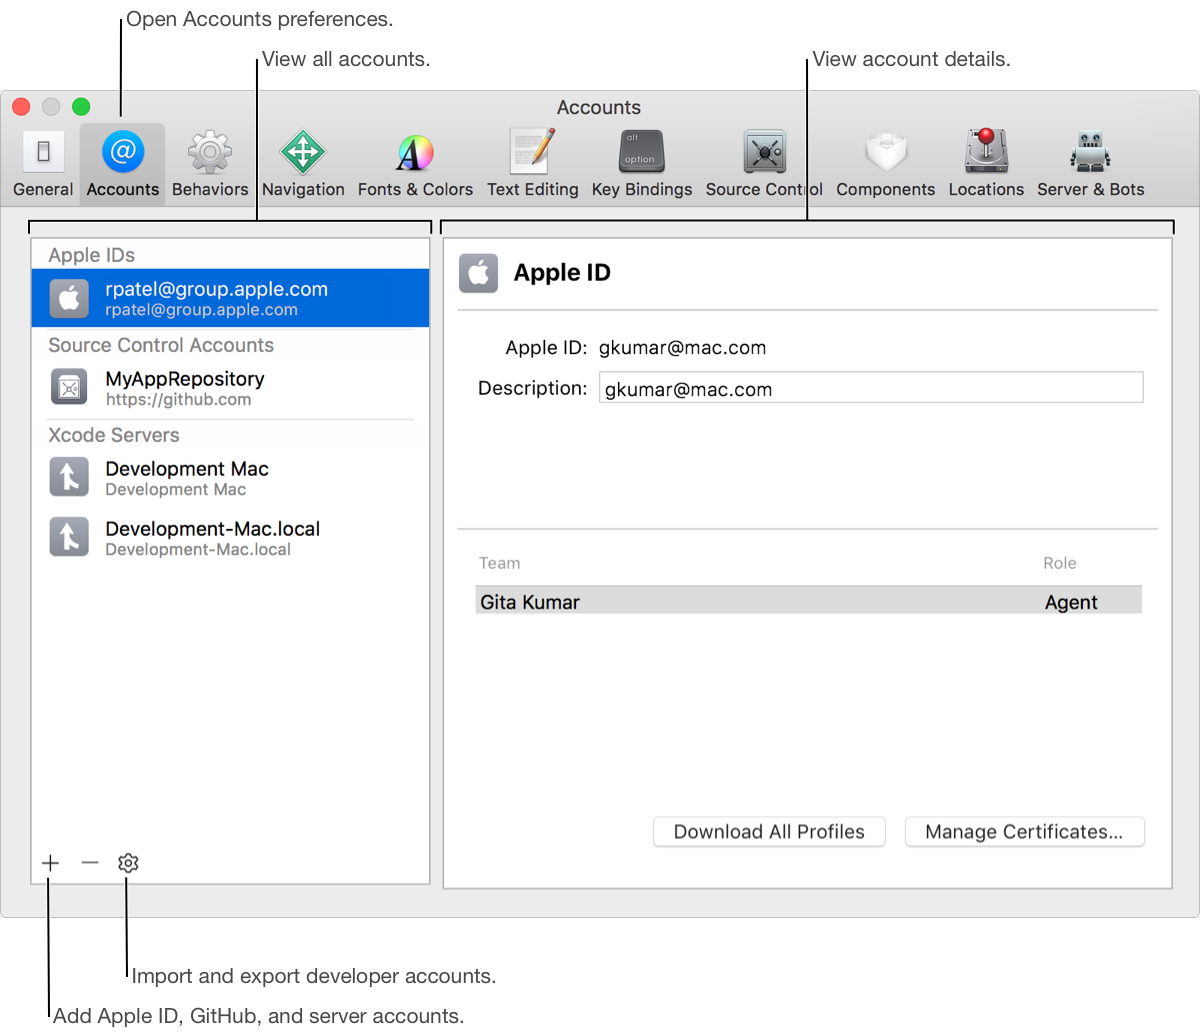 Open Accounts preferences.
View all accounts.
View account details.
Accounts
alt
option
General
Accounts
Behaviors
Navigation
Fonts & Colors
Text Editing
Key Bindings
Source Control
Components
Locations
Server & Bots
Apple IDs
rpatel@group.apple.com
rpatel@group.apple.com
Source Control Accounts
MyAppRepository
https://github.com
Xcode Servers
Development Mac
Development Mac
Development-Mac.local
Development-Mac.local
Apple ID
Apple ID: gkumar@mac.com
Description: gkumar@mac.com
Team Role
Gita Kumar Agent
Download All Profiles
Manage Certificates...
Import and export developer accounts.
Add Apple ID, GitHub, and server accounts.